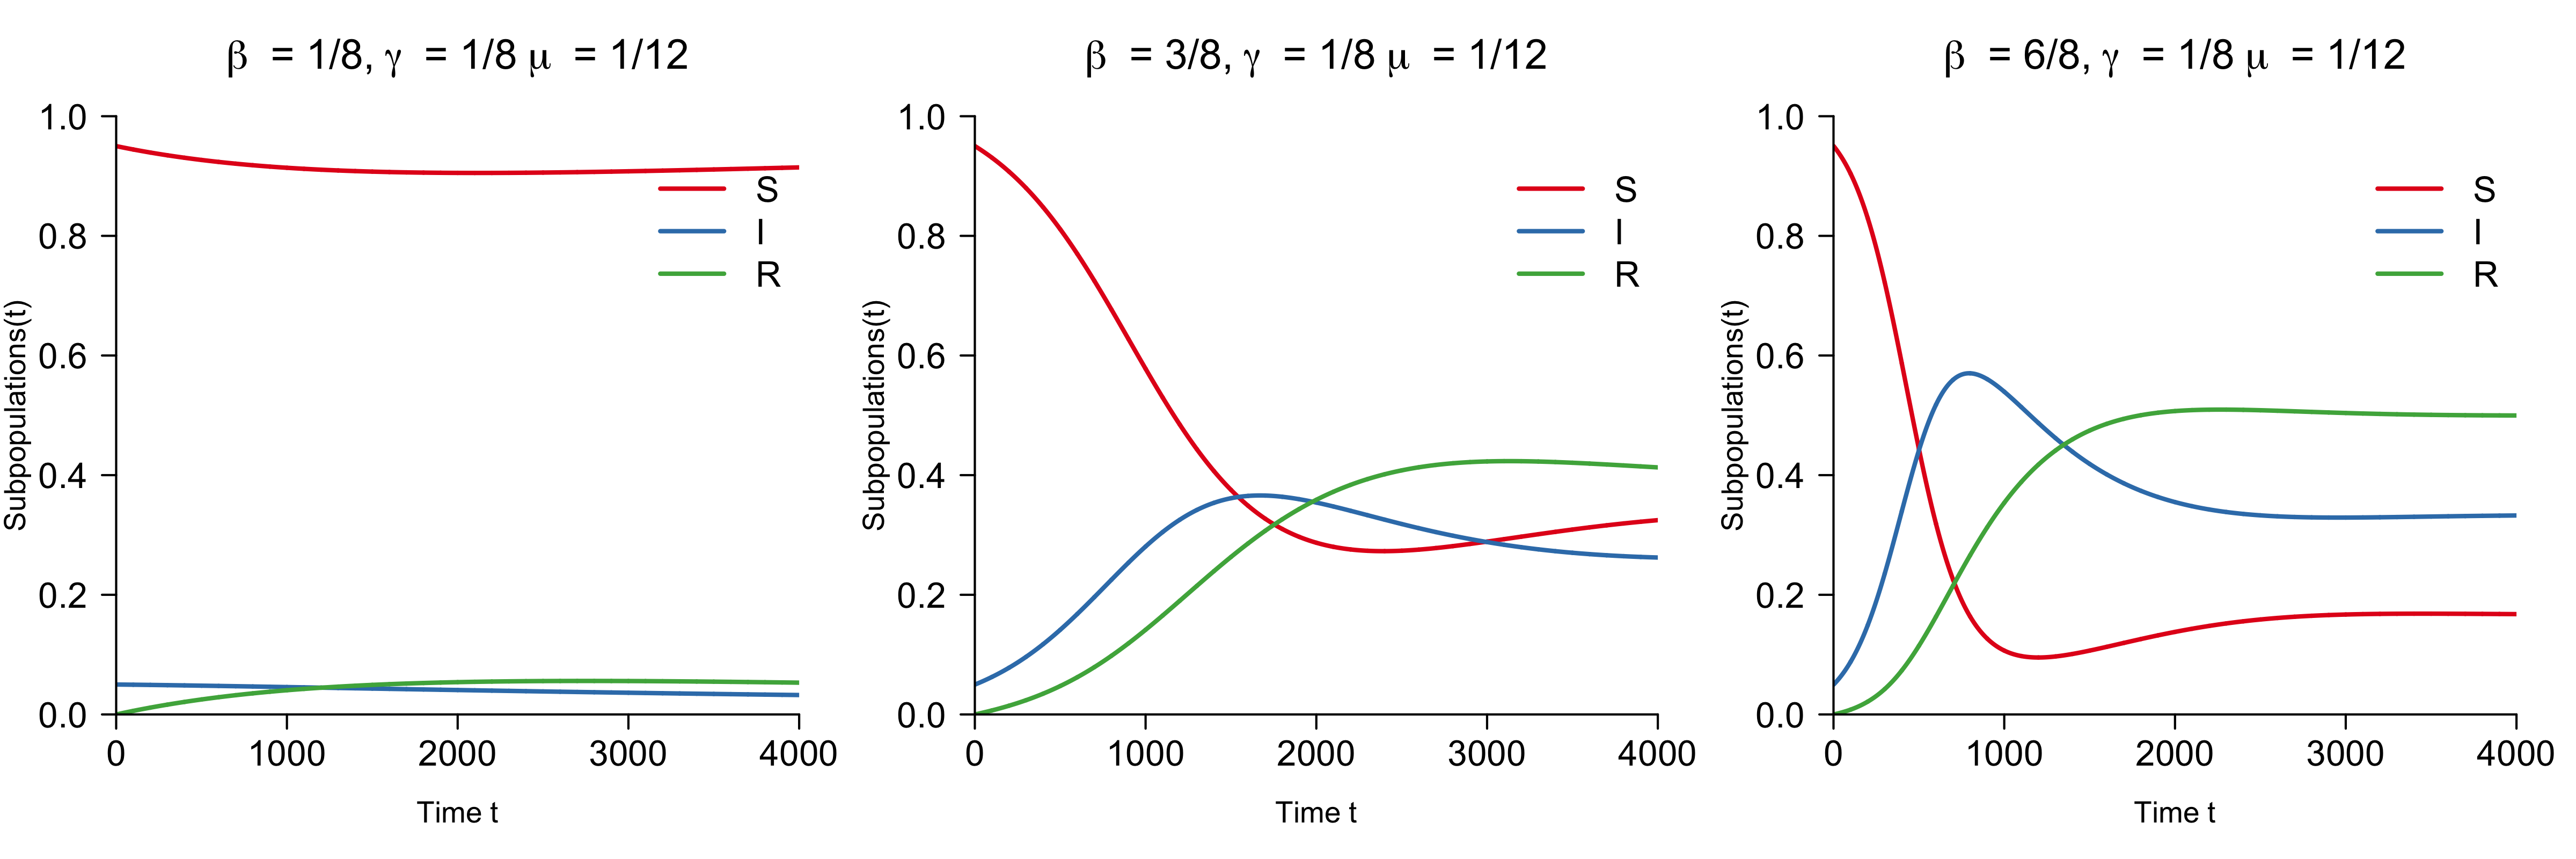 β = 1/8, γ = 1/8 μ = 1/12
1.0
0.8
0.6
0.4
0.2
0.0
Subpopulations(t)
S
I
R
0 1000 2000 3000 4000
Time t
β = 3/8, γ = 1/8 μ = 1/12
1.0
0.8
0.6
0.4
0.2
0.0
Subpopulations(t)
S
I
R
0 1000 2000 3000 4000
Time t
β = 6/8, γ = 1/8 μ = 1/12
1.0
0.8
0.6
0.4
0.2
0.0
Subpopulations(t)
S
I
R
0 1000 2000 3000 4000
Time t